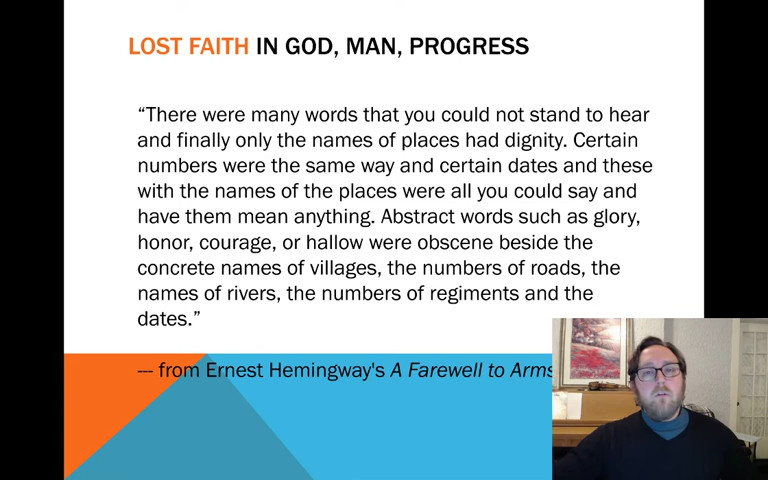 LOST FAITH IN GOD, MAN, PROGRESS
“There were many words that you could not stand to hear
and finally only the names of places had dignity. Certain
numbers were the same way and certain dates and these
with the names of the places were all you could say and
have them mean anything. Abstract words such as glory,
honor, courage, or hallow were obscene beside the
concrete names of villages, the numbers of roads, the
names of rivers, the numbers of regiments and the
dates.”
--- from Ernest Hemingway's A Farewell to Arms